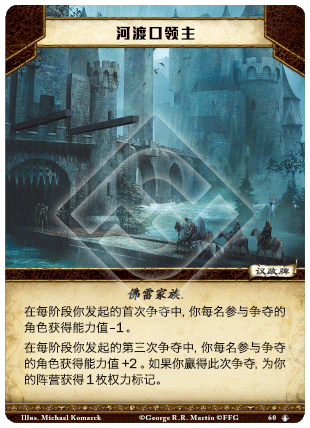 河渡口领主
议政牌
佛雷家族.
在每阶段你发起的首次争夺中, 你每名参与争夺的
角色获得能力值-1。
在每阶段你发起的第三次争夺中, 你每名参与争夺的
角色获得能力值 +2 。如果你赢得此次争夺, 为你
的阵营获得1枚权力标记。
Illus. Michael Komarck ©George R.R. Martin ©FFG 60